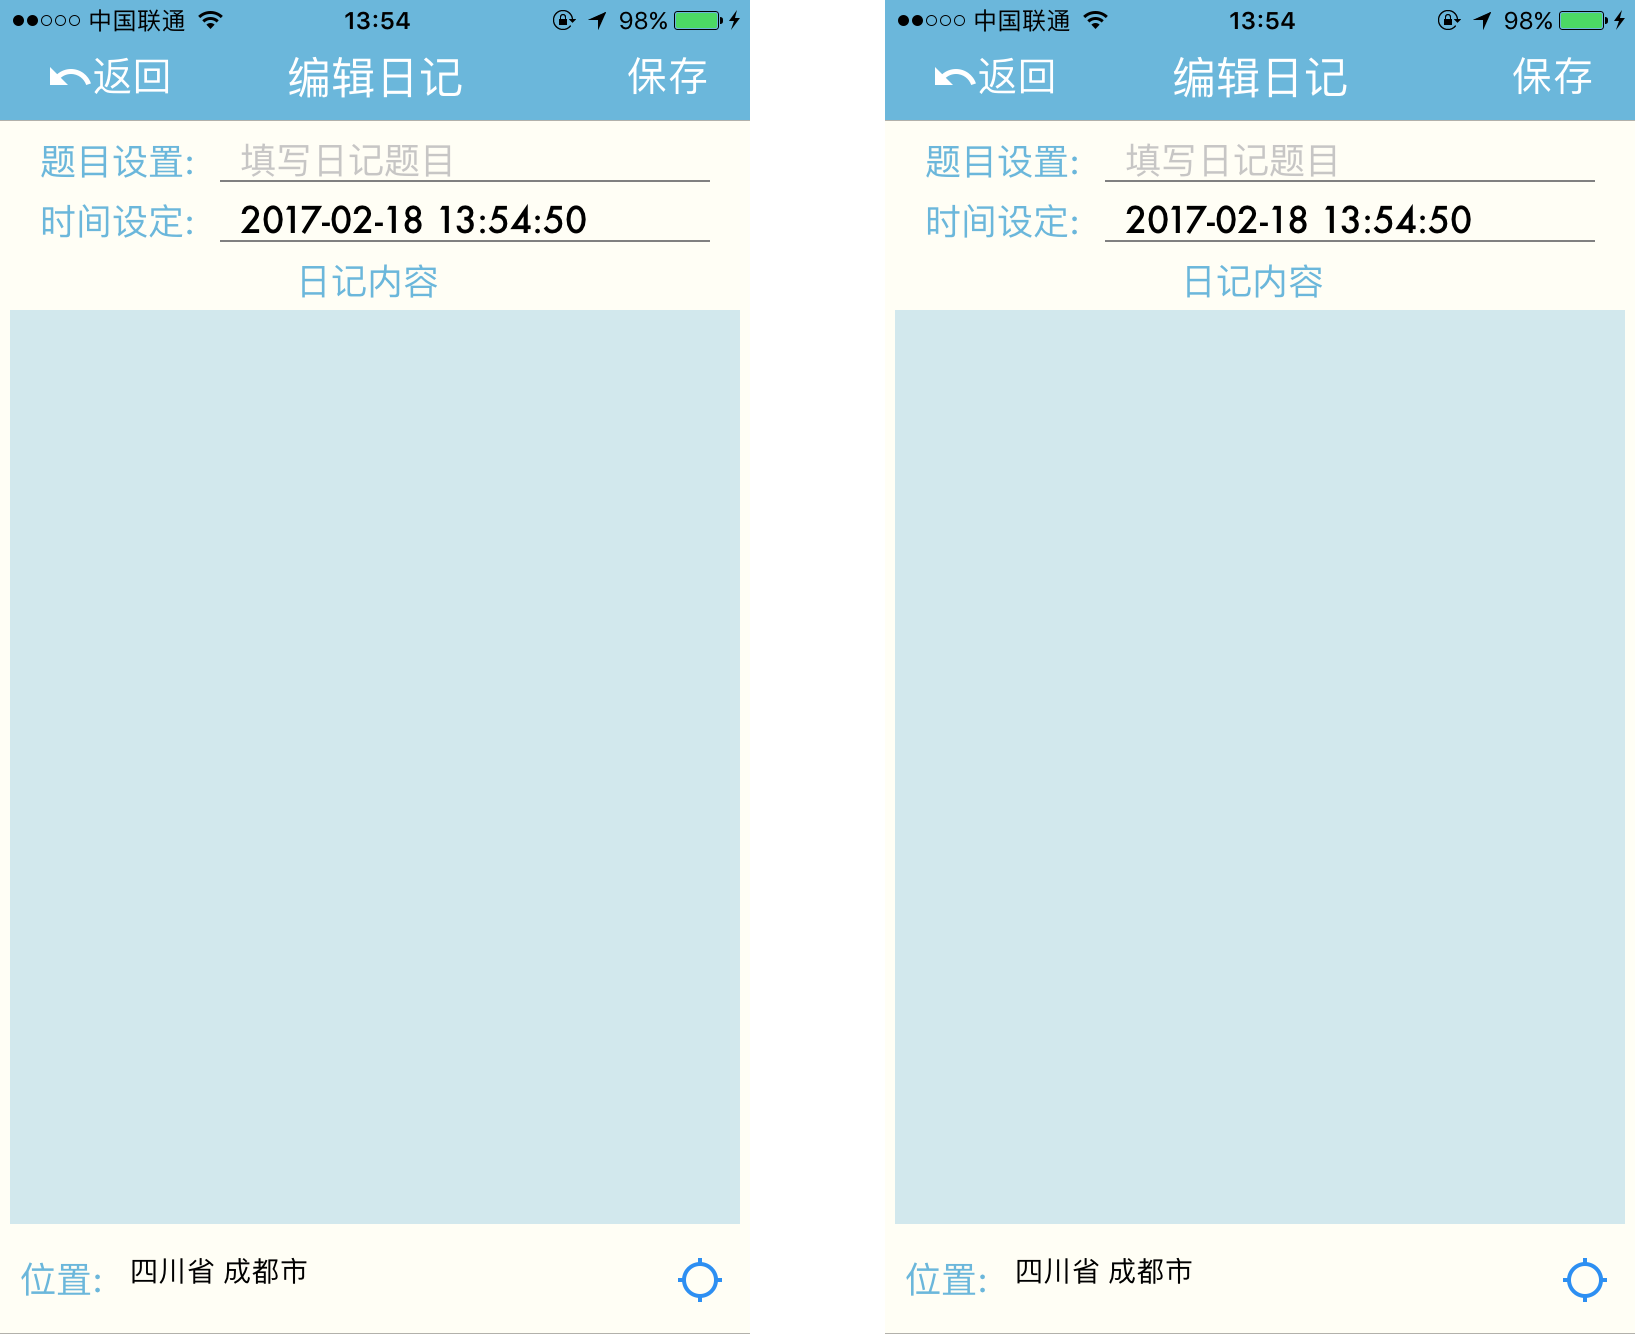 中国联通 13:54 98%
返回 编辑日记 保存
题目设置: 填写日记题目
时间设定: 2017-02-18 13:54:50
日记内容
位置: 四川省 成都市
中国联通 13:54 98%
返回 编辑日记 保存
题目设置: 填写日记题目
时间设定: 2017-02-18 13:54:50
日记内容
位置: 四川省 成都市